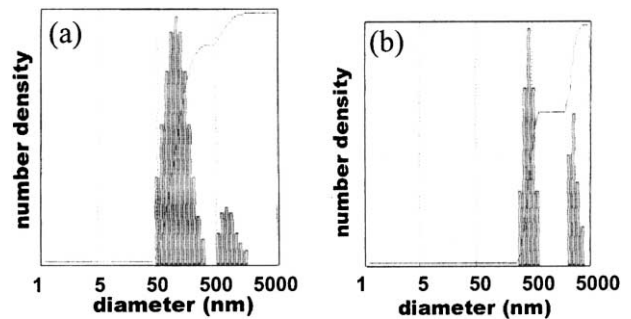 (a)
number density
1 5 50 500 5000
diameter (nm)
(b)
number density
1 5 50 500 5000
diameter (nm)